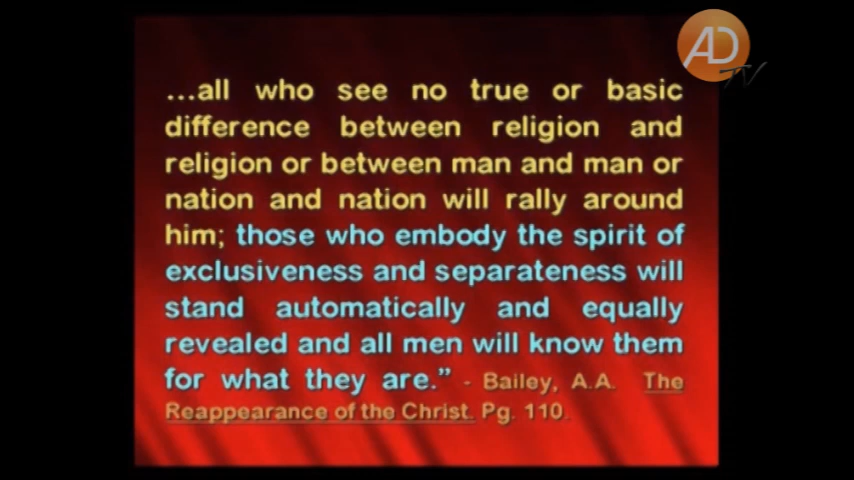 AD
TV
...all who see no true or basic
difference between religion and
religion or between man and man or
nation and nation will rally around
him; those who embody the spirit of
exclusiveness and separateness will
stand automatically and equally
revealed and all men will know them
for what they are.” - Bailey, A.A. The
Reappearance of the Christ. Pg. 110.